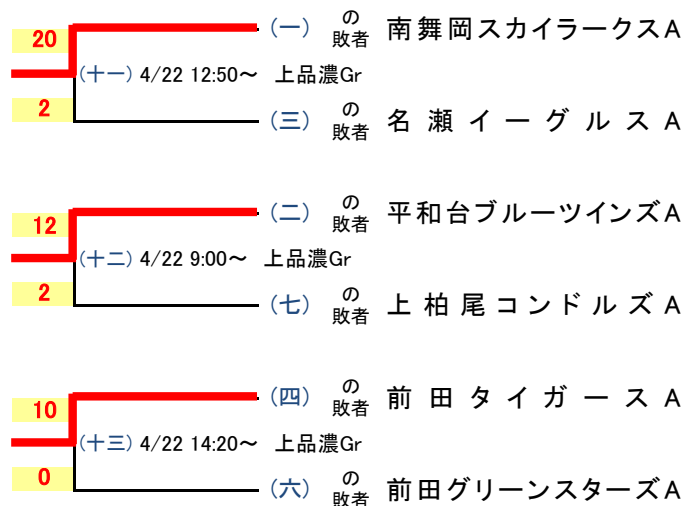 20 (一) の敗者 南舞岡スカイラークスA
(十一) 4/22 12:50～ 上品濃Gr
2 (三) の敗者 名瀬イーグルスA
12 (二) の敗者 平和台ブルーツインズA
(十二) 4/22 9:00～ 上品濃Gr
2 (七) の敗者 上柏尾コンドルズA
10 (四) の敗者 前田タイガースA
(十三) 4/22 14:20～ 上品濃Gr
0 (六) の敗者 前田グリーンスターズA